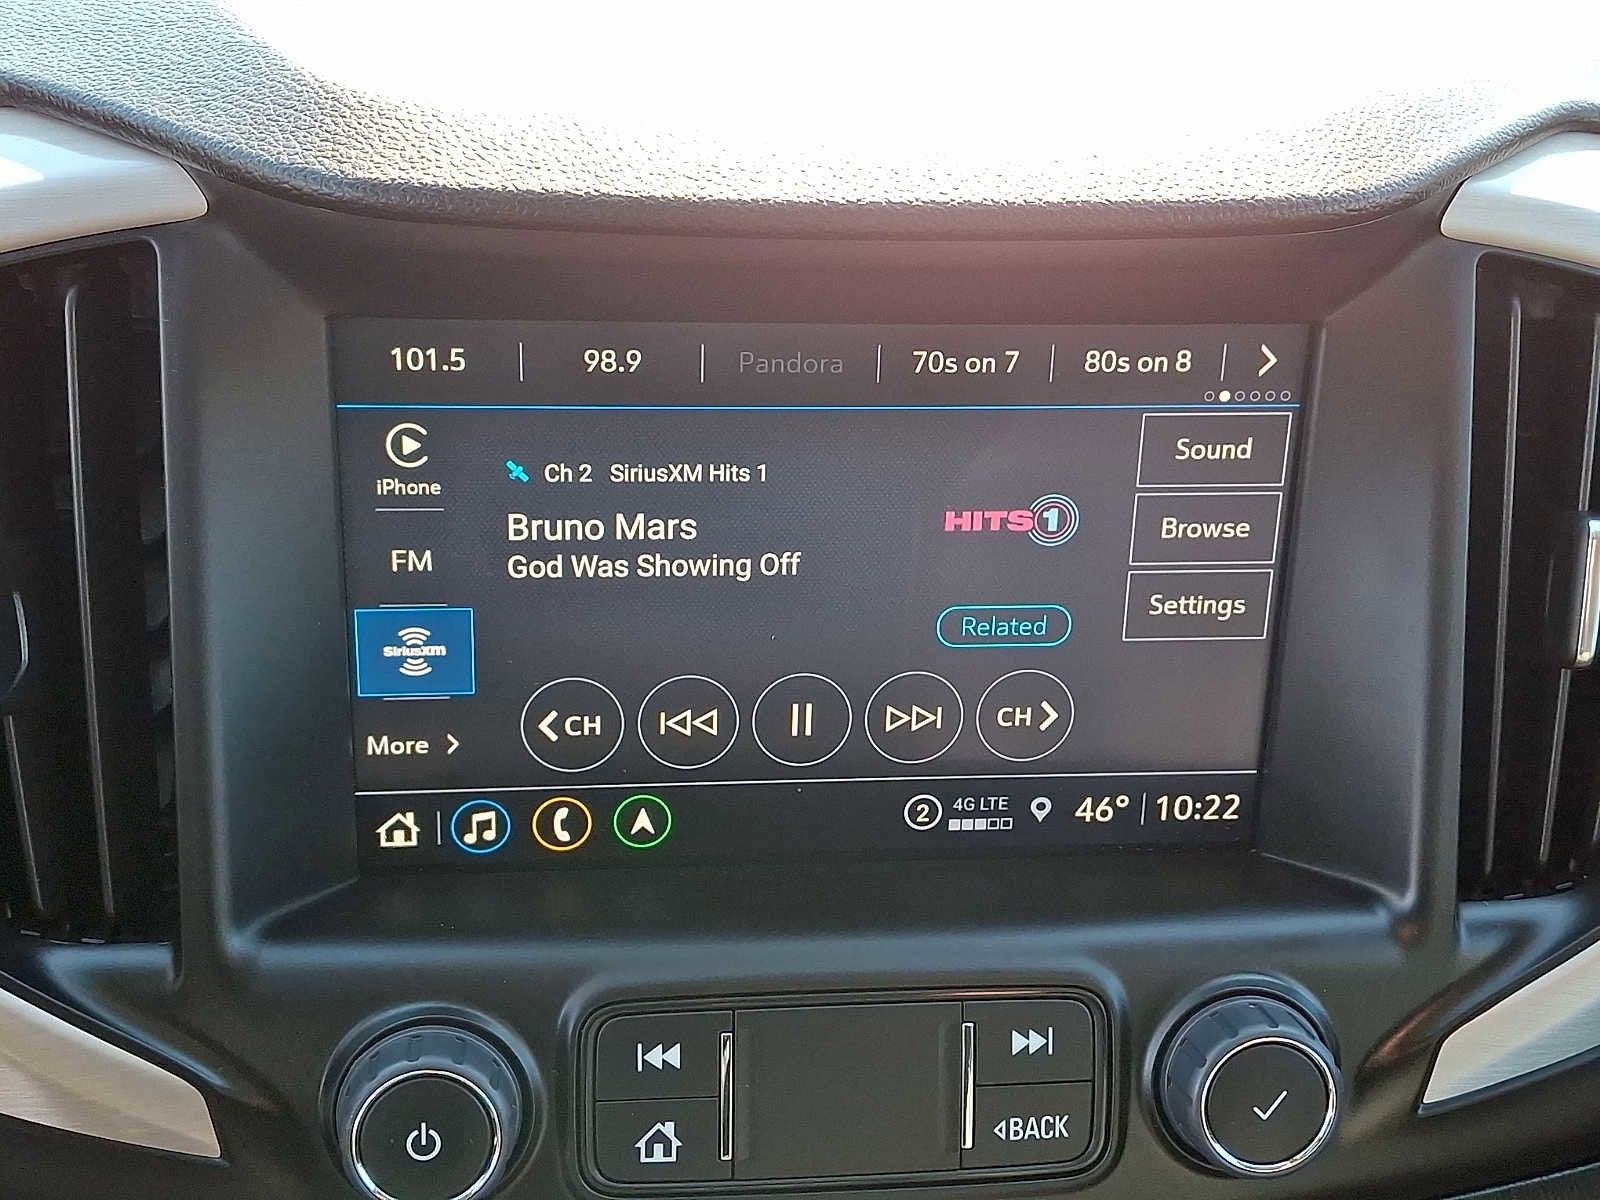 101.5 98.9 Pandora 70s on 7 80s on 8
iPhone
Ch 2 SiriusXM Hits 1
Sound
Bruno Mars
HITS 1
Browse
FM
God Was Showing Off
Settings
SiriusXM
Related
More
CH
CH
2 4G LTE 46° 10:22
BACK